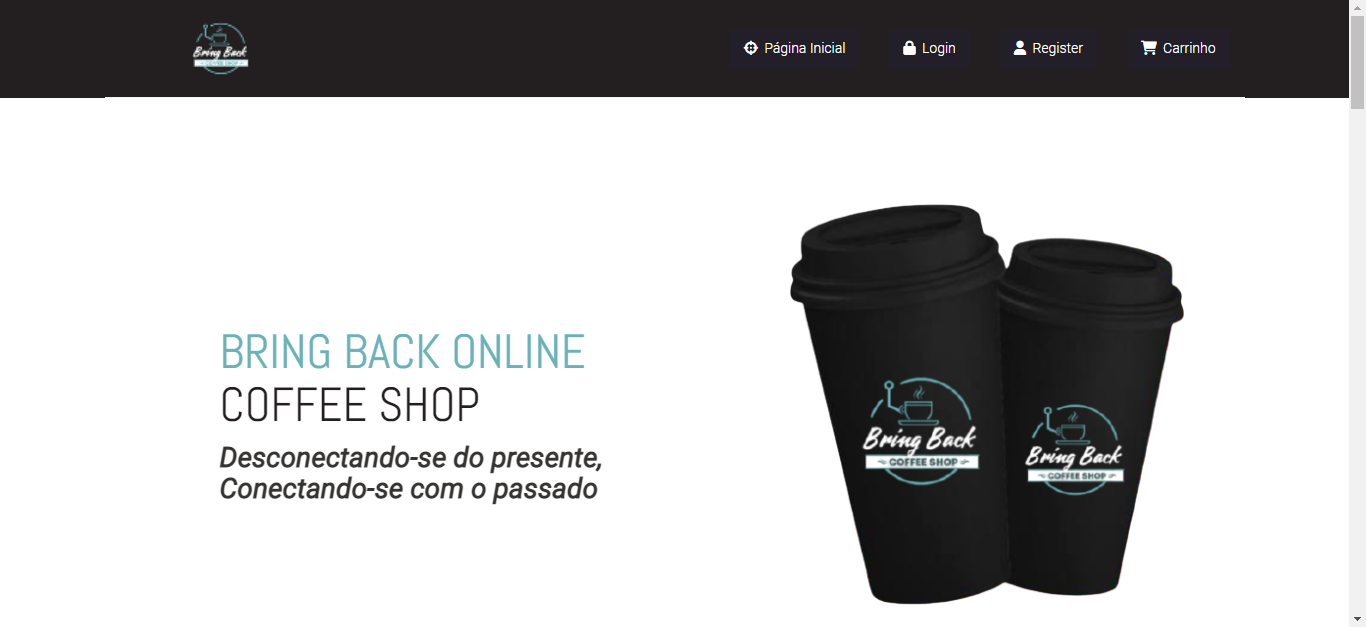 Bring Back
COFFEE SHOP
Página Inicial
Login
Register
Carrinho
BRING BACK ONLINE
COFFEE SHOP
Desconectando-se do presente,
Conectando-se com o passado
Bring Back
COFFEE SHOP
Bring Back
COFFEE SHOP